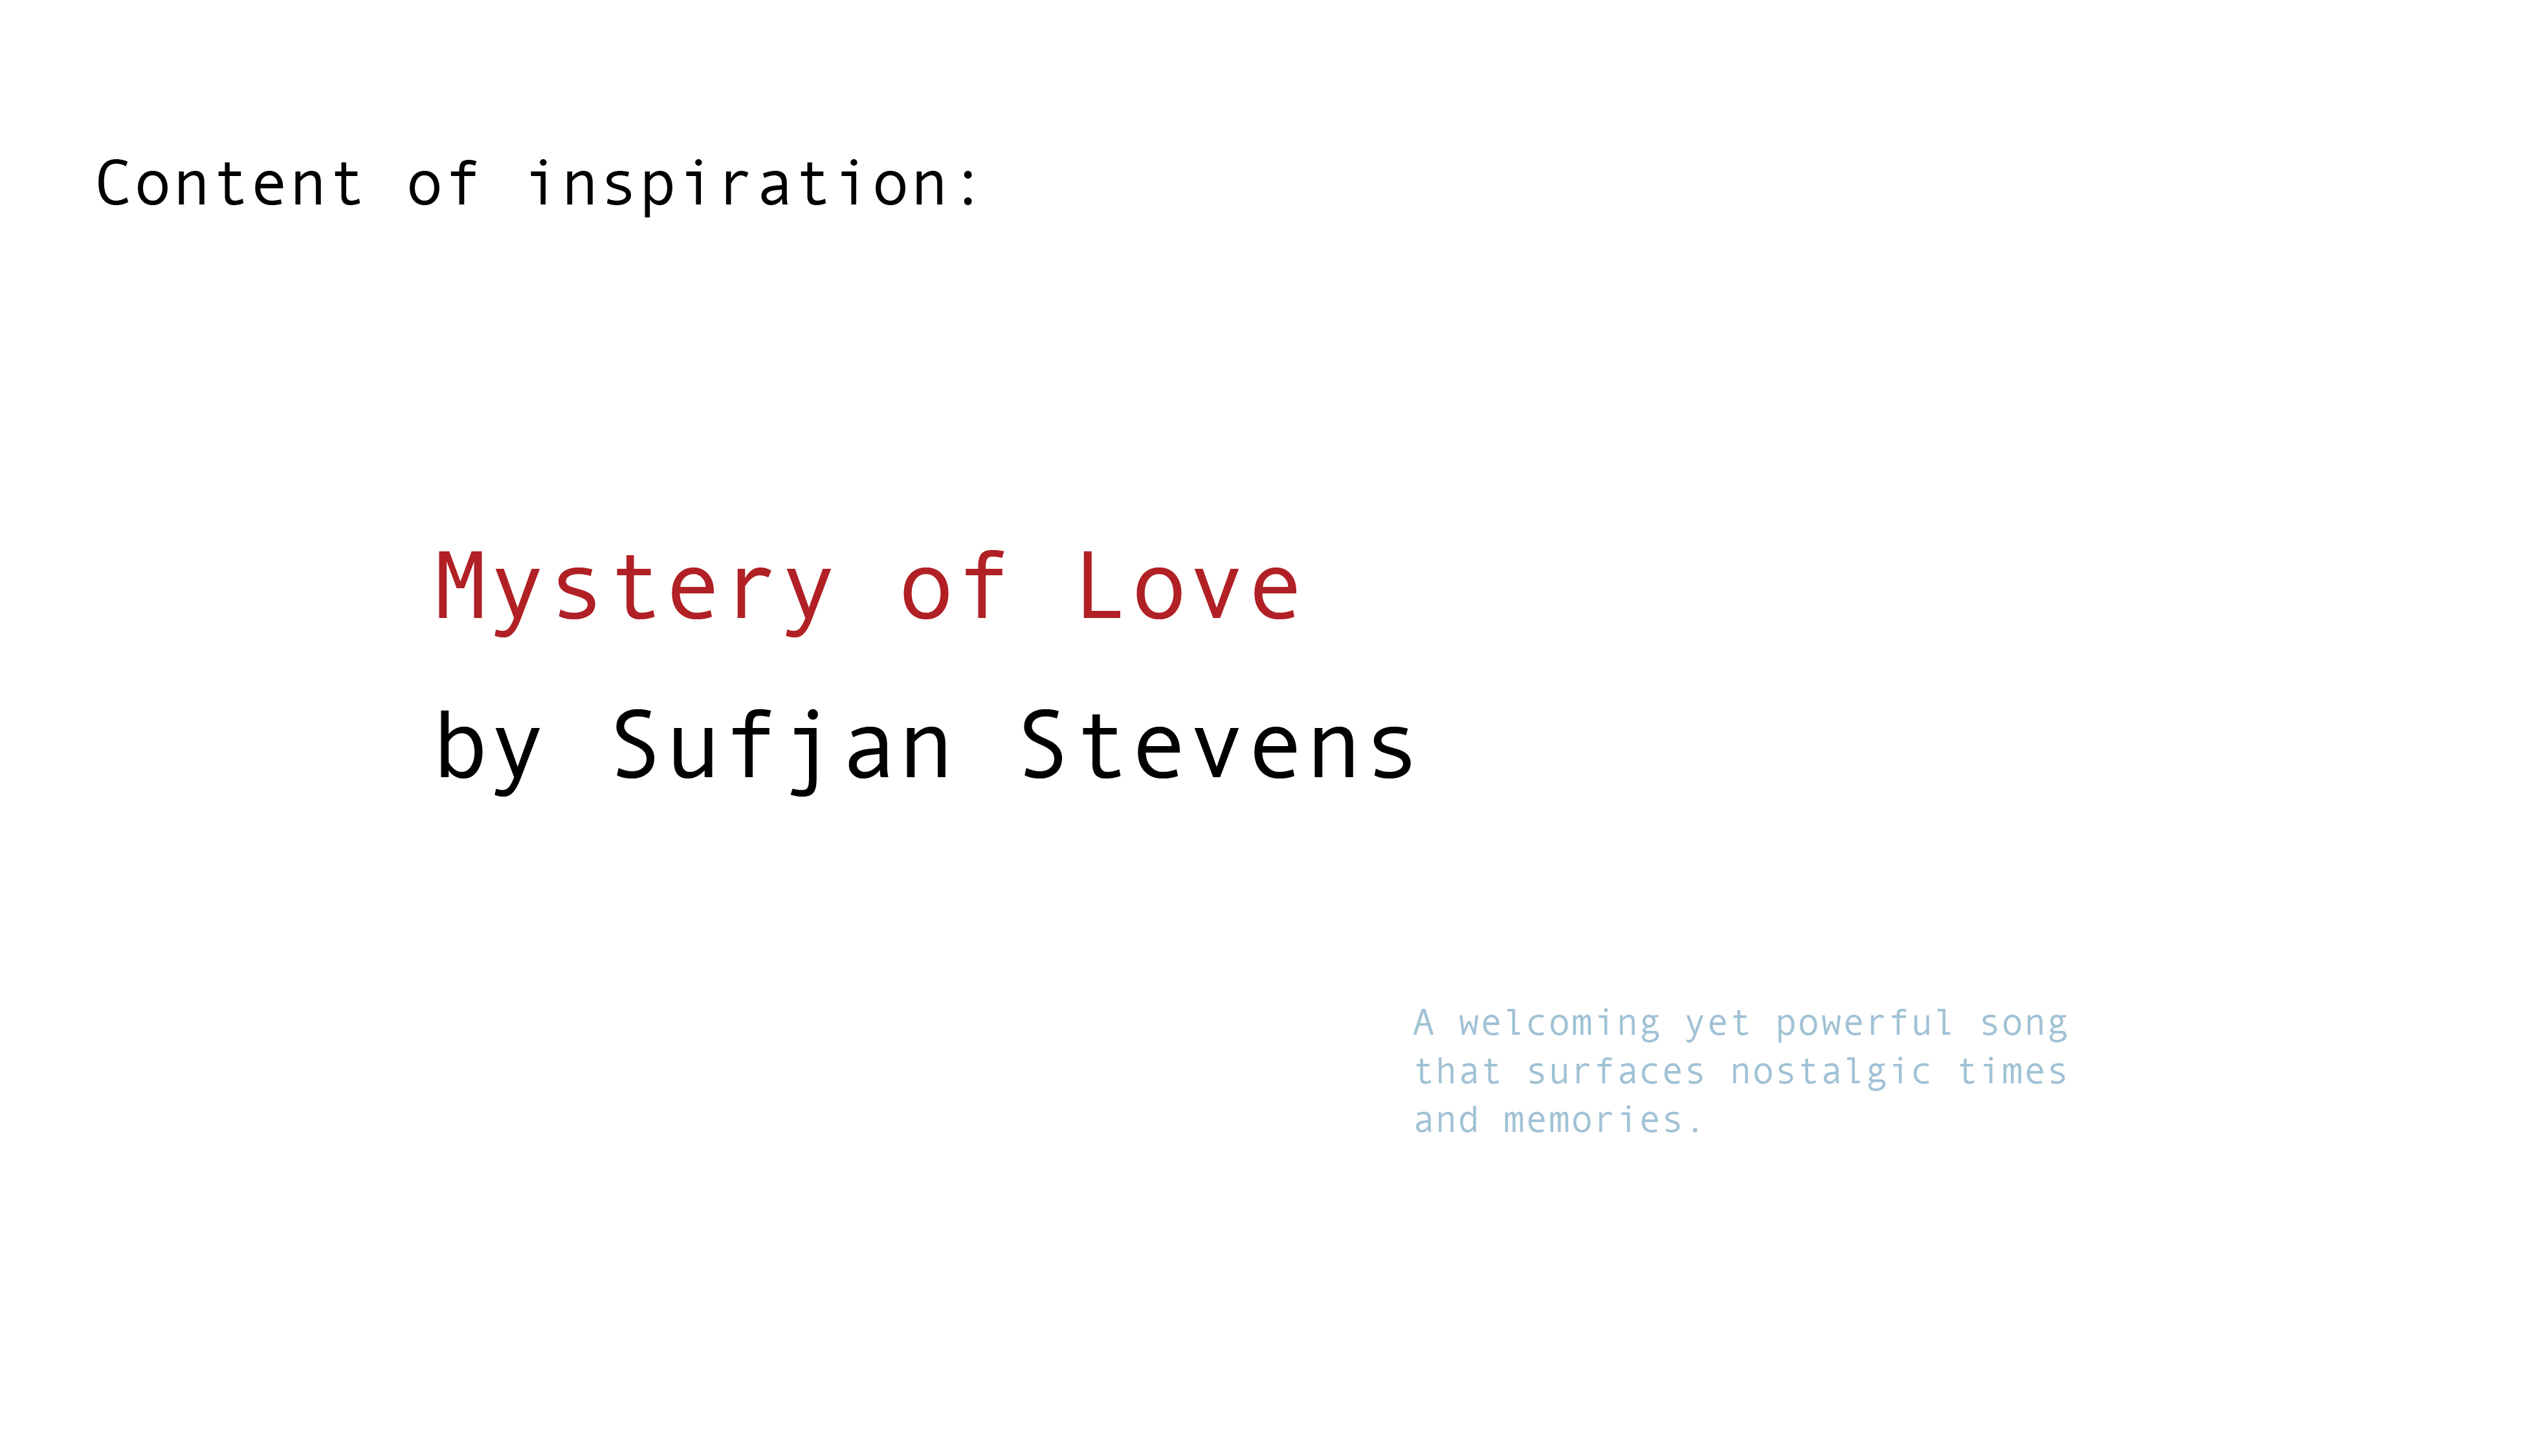 Content of inspiration:
Mystery of Love
by Sufjan Stevens
A welcoming yet powerful song
that surfaces nostalgic times
and memories.